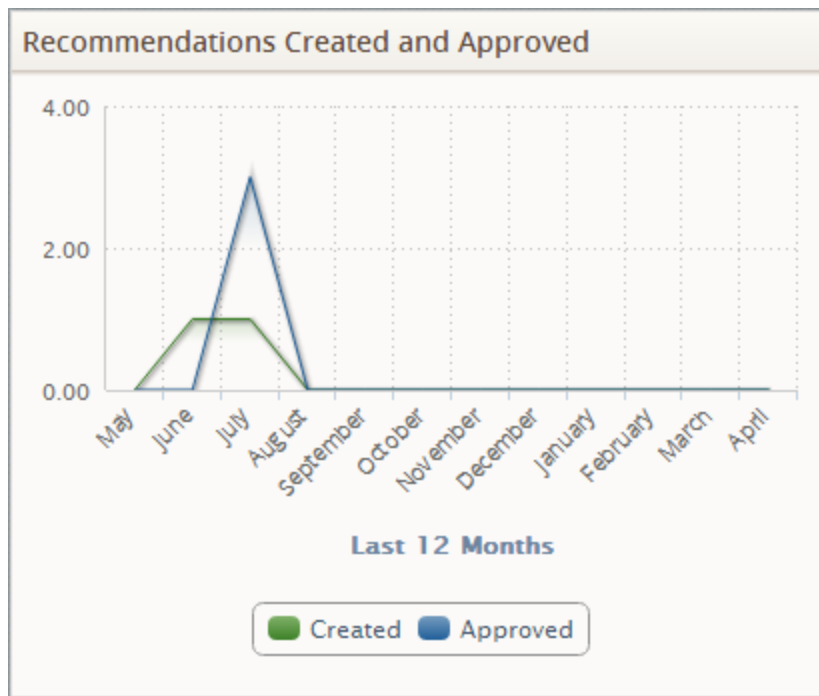 Recommendations Created and Approved
4.00
2.00
0.00
May June July August September October November December January February March April
Last 12 Months
Created Approved